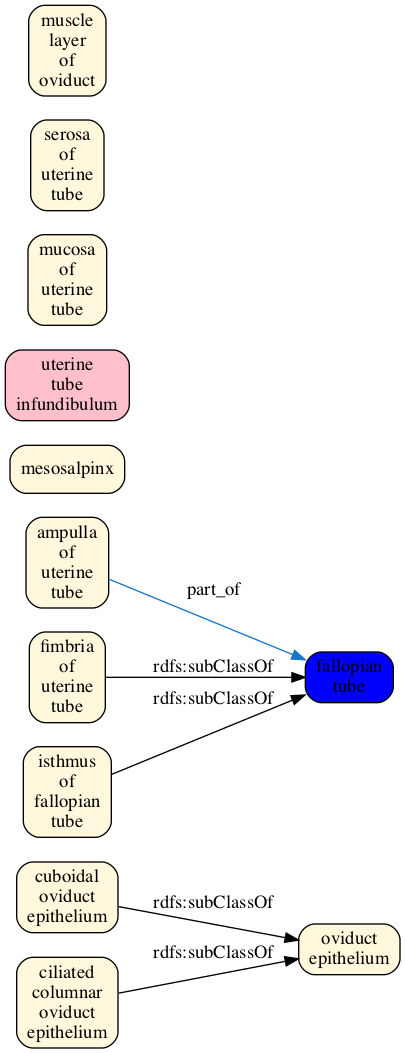 muscle
layer
of
oviduct
serosa
of
uterine
tube
mucosa
of
uterine
tube
uterine
tube
infundibulum
mesosalpinx
ampulla
of
uterine
tube
part_of
fimbria
of
uterine
tube
rdfs:subClassOf
rdfs:subClassOf
fallopian
tube
isthmus
of
fallopian
tube
cuboidal
oviduct
epithelium
rdfs:subClassOf
oviduct
epithelium
rdfs:subClassOf
ciliated
columnar
oviduct
epithelium